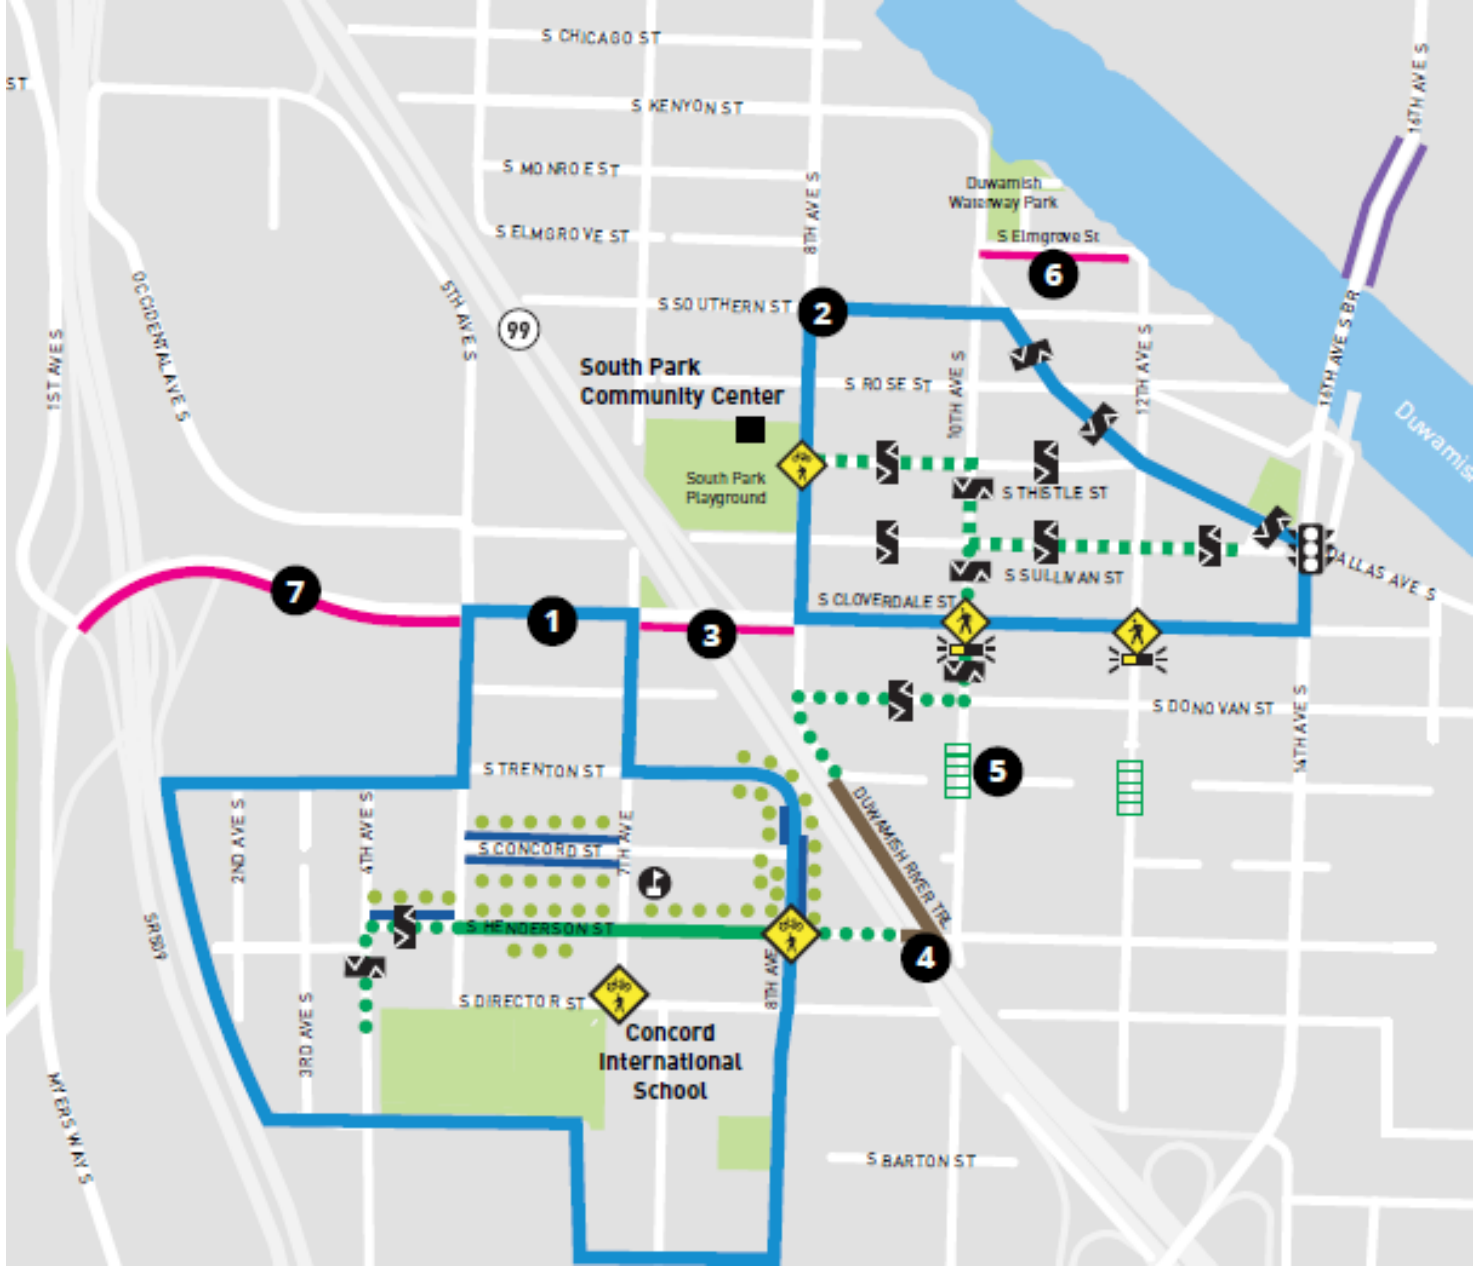 S CHICAGO ST
ST
S KENYON ST
16TH AVE S
S MONROE ST
Duwamish
Waterway Park
8TH AVE S
S ELMGROVE ST
S Elmgrove St
6
OCCIDENTAL AVE S
5TH AVE S
S SOUTHERN ST
2
99
1ST AVE S
16TH AVE S BR
12TH AVE S
South Park
Community Center
S ROSE ST
10TH AVE S
Duwamis
South Park
Playground
S THISTLE ST
DALLAS AVE S
S SULLIVAN ST
7
S CLOVERDALE ST
1
3
S DONOVAN ST
14TH AVE S
S TRENTON ST
5
DUWAMISH RIVER TRL
2ND AVE S
4TH AVE S
7TH AVE
S CONCORD ST
SR509
S HENDERSON ST
4
8TH AVE
3RD AVE S
S DIRECTOR ST
Concord
International
School
MYERS WAY S
S BARTON ST